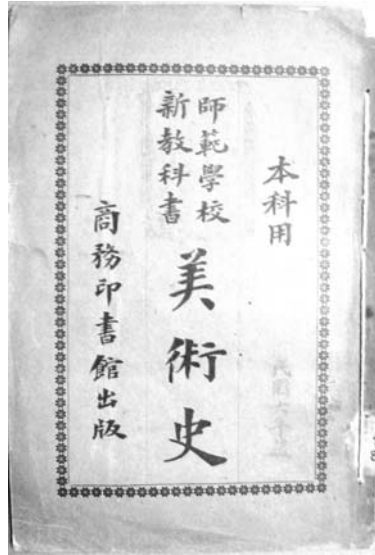 本科用
師範學校
新教科書
美術史
商務印書館出版